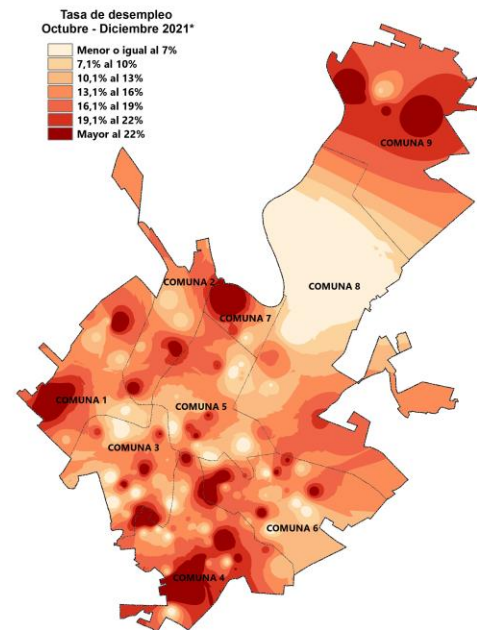 Tasa de desempleo
Octubre - Diciembre 2021*
Menor o igual al 7%
7,1% al 10%
10,1% al 13%
13,1% al 16%
16,1% al 19%
19,1% al 22%
Mayor al 22%
COMUNA 9
COMUNA 2
COMUNA 8
COMUNA 7
COMUNA 1
COMUNA 5
COMUNA 3
COMUNA 6
COMUNA 4